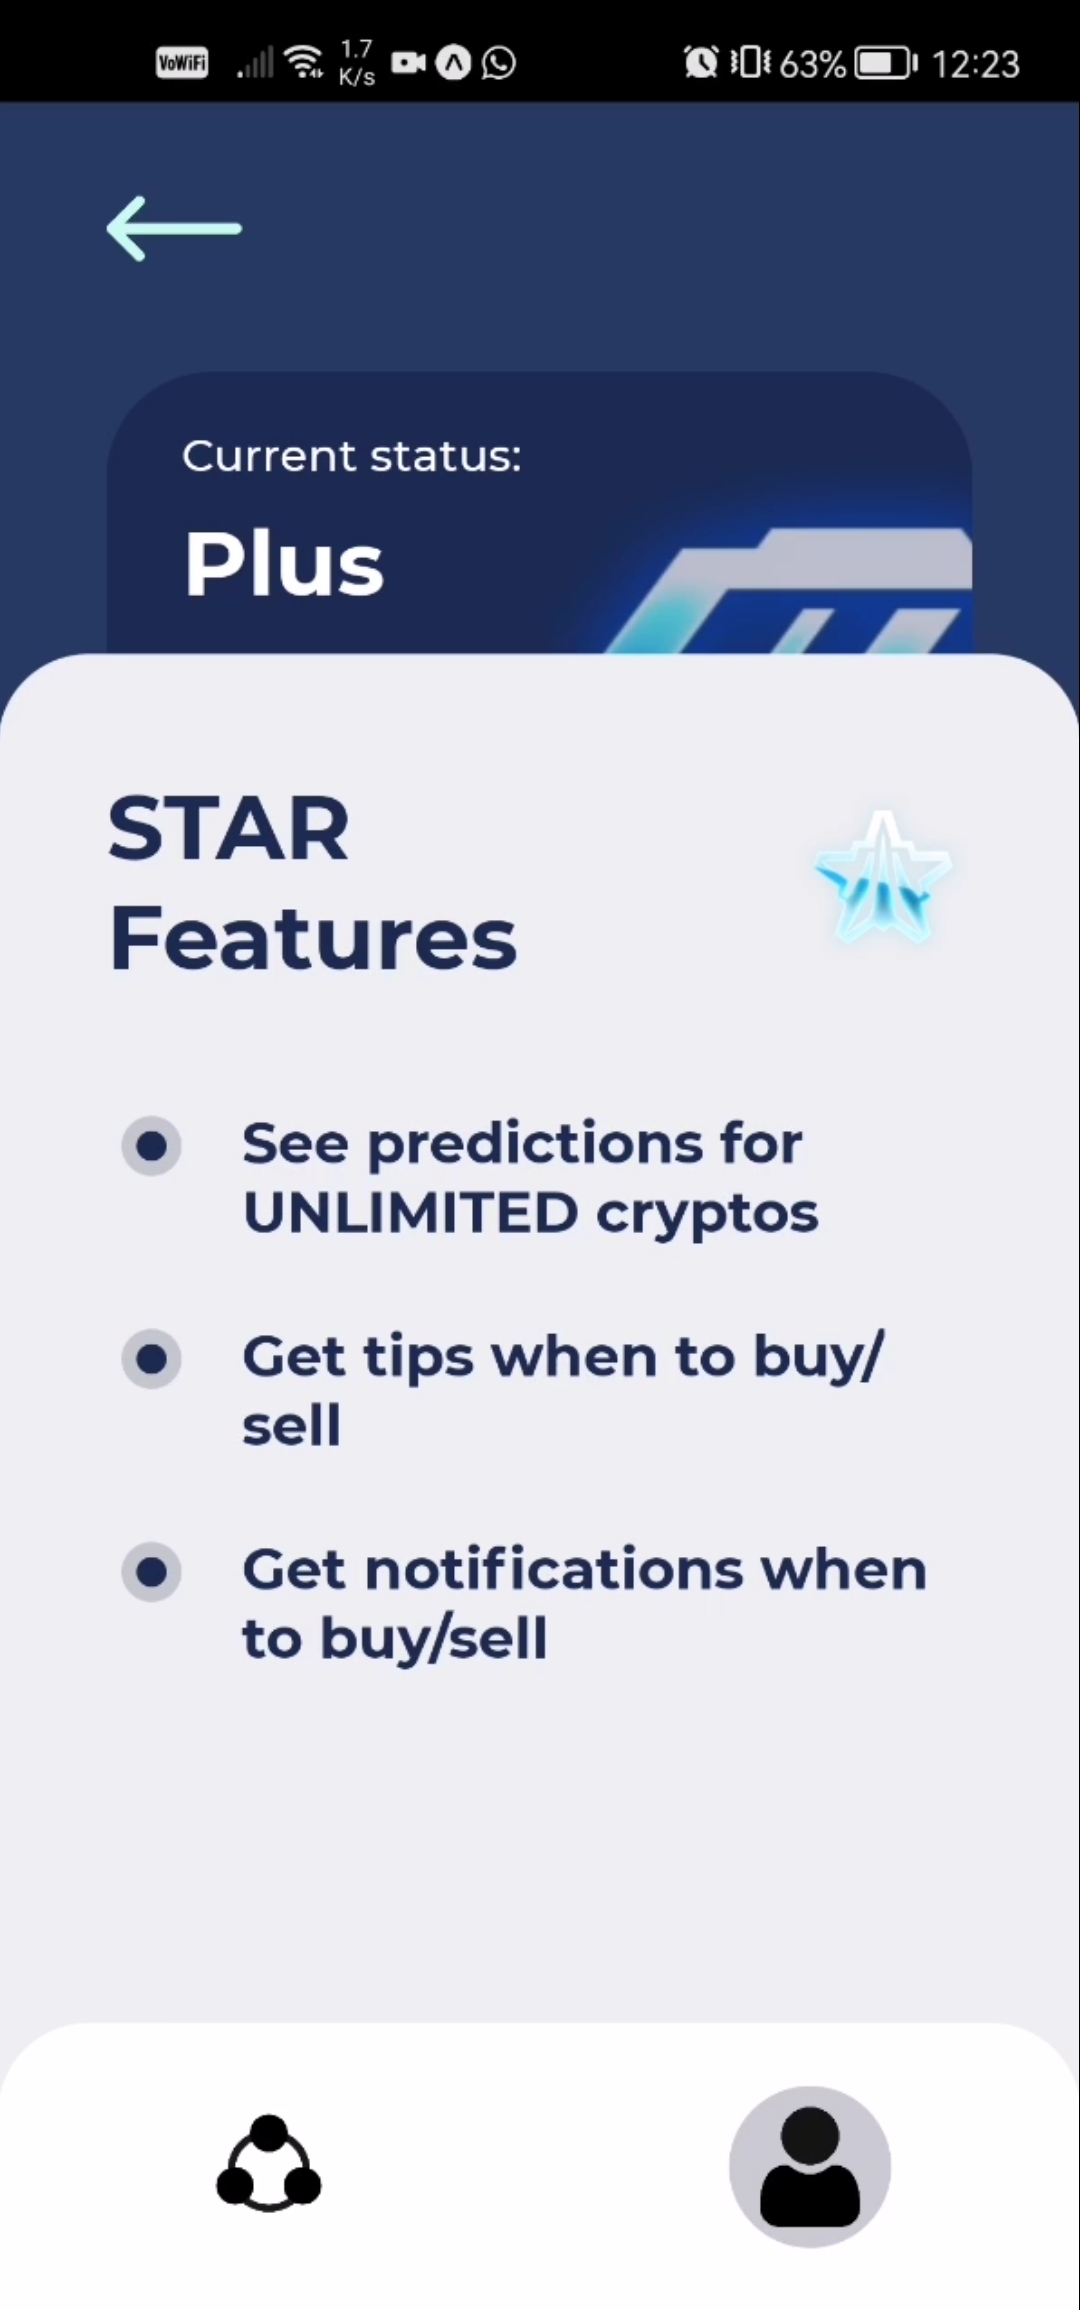 VoWiFi 1.7 K/s 63% 12:23
Current status:
Plus
STAR
Features
See predictions for
UNLIMITED cryptos
Get tips when to buy/
sell
Get notifications when
to buy/sell